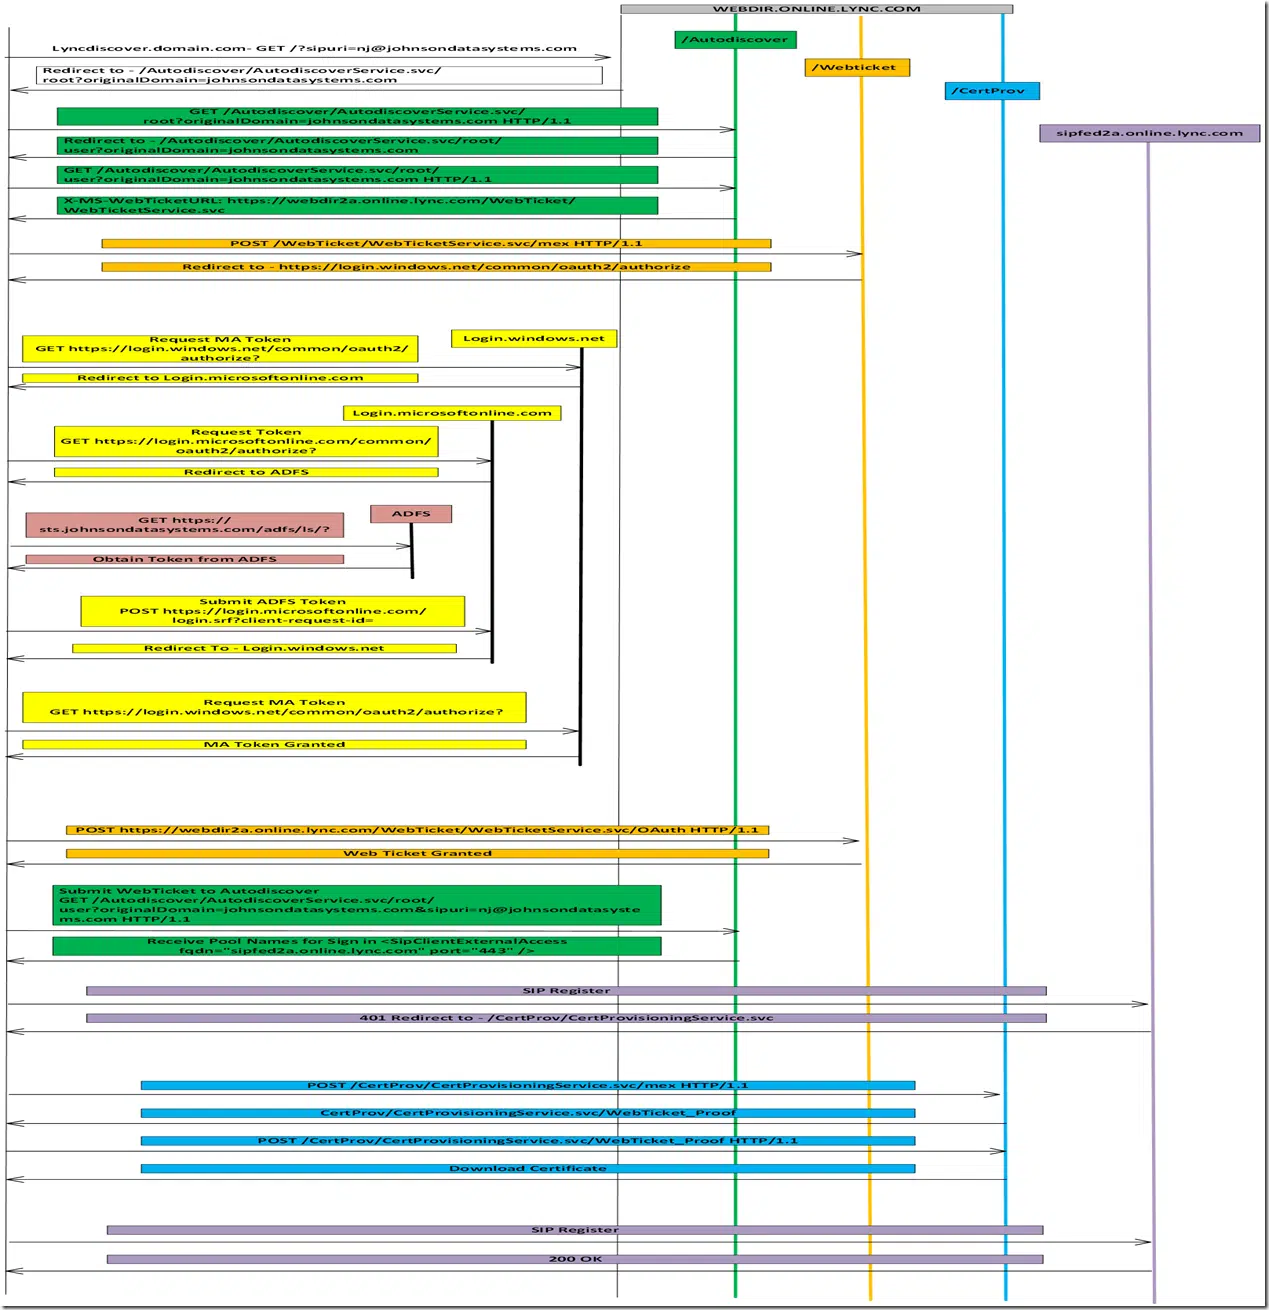 WEBDIR.ONLINE.LYNC.COM
/Autodiscover
Lyncdiscover.domain.com- GET /?sipuri=nj@johnsondatasystems.com
/Webticket
Redirect to - /Autodiscover/AutodiscoverService.svc/
root?originalDomain=johnsondatasystems.com
/CertProv
GET /Autodiscover/AutodiscoverService.svc/
root?originalDomain=johnsondatasystems.com HTTP/1.1
sipfed2a.online.lync.com
Redirect to - /Autodiscover/AutodiscoverService.svc/root/
user?originalDomain=johnsondatasystems.com
GET /Autodiscover/AutodiscoverService.svc/root/
user?originalDomain=johnsondatasystems.com HTTP/1.1
X-MS-WebTicketURL: https://webdir2a.online.lync.com/WebTicket/
WebTicketService.svc
POST /WebTicket/WebTicketService.svc/mex HTTP/1.1
Redirect to - https://login.windows.net/common/oauth2/authorize
Login.windows.net
Request MA Token
GET https://login.windows.net/common/oauth2/
authorize?
Redirect to Login.microsoftonline.com
Login.microsoftonline.com
Request Token
GET https://login.microsoftonline.com/common/
oauth2/authorize?
Redirect to ADFS
ADFS
GET https://
sts.johnsondatasystems.com/adfs/ls/?
Obtain Token from ADFS
Submit ADFS Token
POST https://login.microsoftonline.com/
login.srf?client-request-id=
Redirect To - Login.windows.net
Request MA Token
GET https://login.windows.net/common/oauth2/authorize?
MA Token Granted
POST https://webdir2a.online.lync.com/WebTicket/WebTicketService.svc/OAuth HTTP/1.1
Web Ticket Granted
Submit WebTicket to Autodiscover
GET /Autodiscover/AutodiscoverService.svc/root/
user?originalDomain=johnsondatasystems.com&sipuri=nj@johnsondatasyste
ms.com HTTP/1.1
Receive Pool Names for Sign in <SipClientExternalAccess
fqdn="sipfed2a.online.lync.com" port="443" />
SIP Register
401 Redirect to - /CertProv/CertProvisioningService.svc
POST /CertProv/CertProvisioningService.svc/mex HTTP/1.1
CertProv/CertProvisioningService.svc/WebTicket_Proof
POST /CertProv/CertProvisioningService.svc/WebTicket_Proof HTTP/1.1
Download Certificate
SIP Register
200 OK